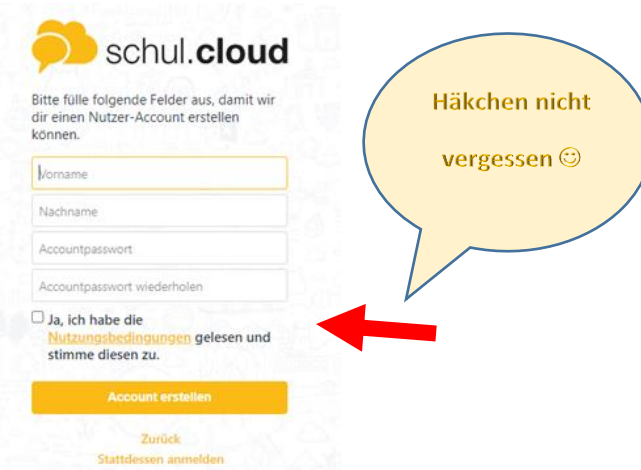 schul.cloud
Bitte fülle folgende Felder aus, damit wir
dir einen Nutzer-Account erstellen
können.
Vorname
Nachname
Accountpasswort
Accountpasswort wiederholen
Ja, ich habe die
Nutzungsbedingungen gelesen und
stimme diesen zu.
Account erstellen
Zurück
Stattdessen anmelden
Häkchen nicht
vergessen ☺